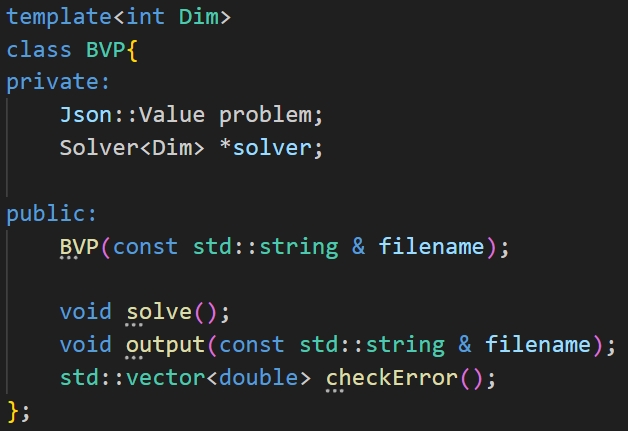 template<int Dim>
class BVP{
private:
    Json::Value problem;
    Solver<Dim> *solver;

public:
    BVP(const std::string & filename);

    void solve();
    void output(const std::string & filename);
    std::vector<double> checkError();
};